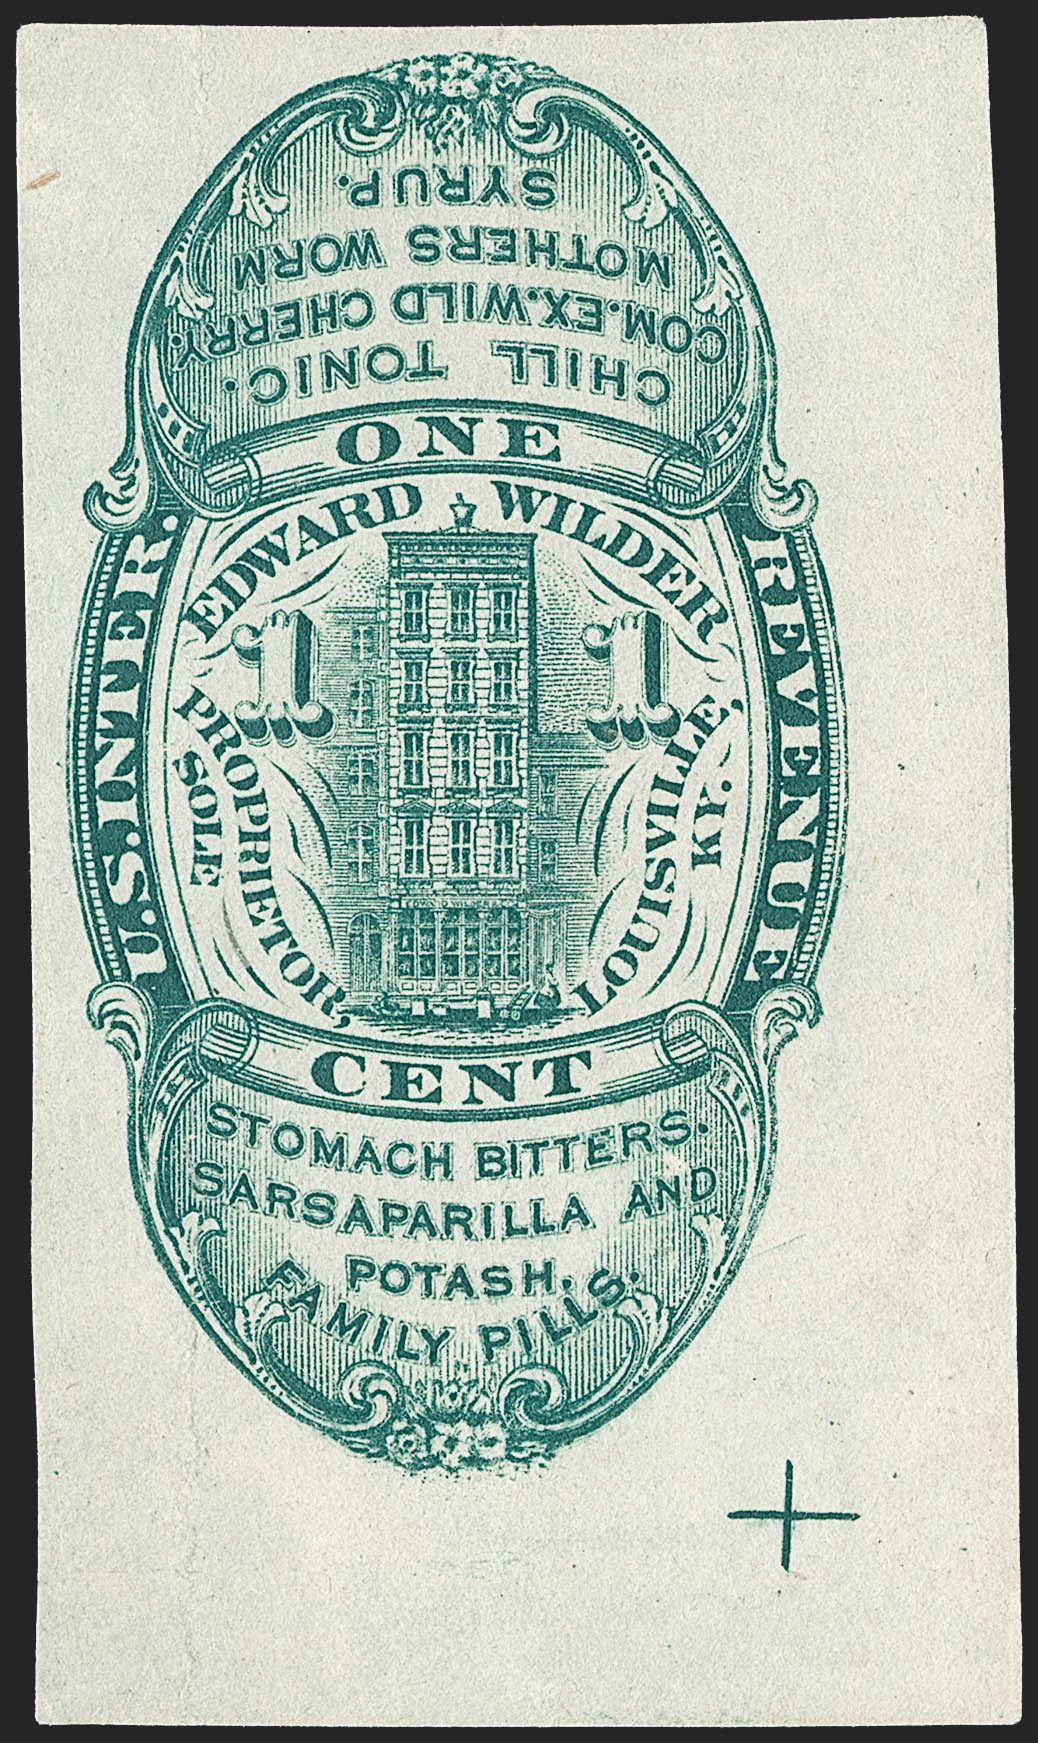 CHILL TONIC.
COM.EX.WILD CHERRY.
MOTHERS WORM
SYRUP.
ONE
EDWARD WILDER
1 1
SOLE
PROPRIETOR,
LOUISVILLE,
KY.
U.S.INTER.
REVENUE
CENT
STOMACH BITTERS.
SARSAPARILLA AND
POTASH.
FAMILY PILLS.